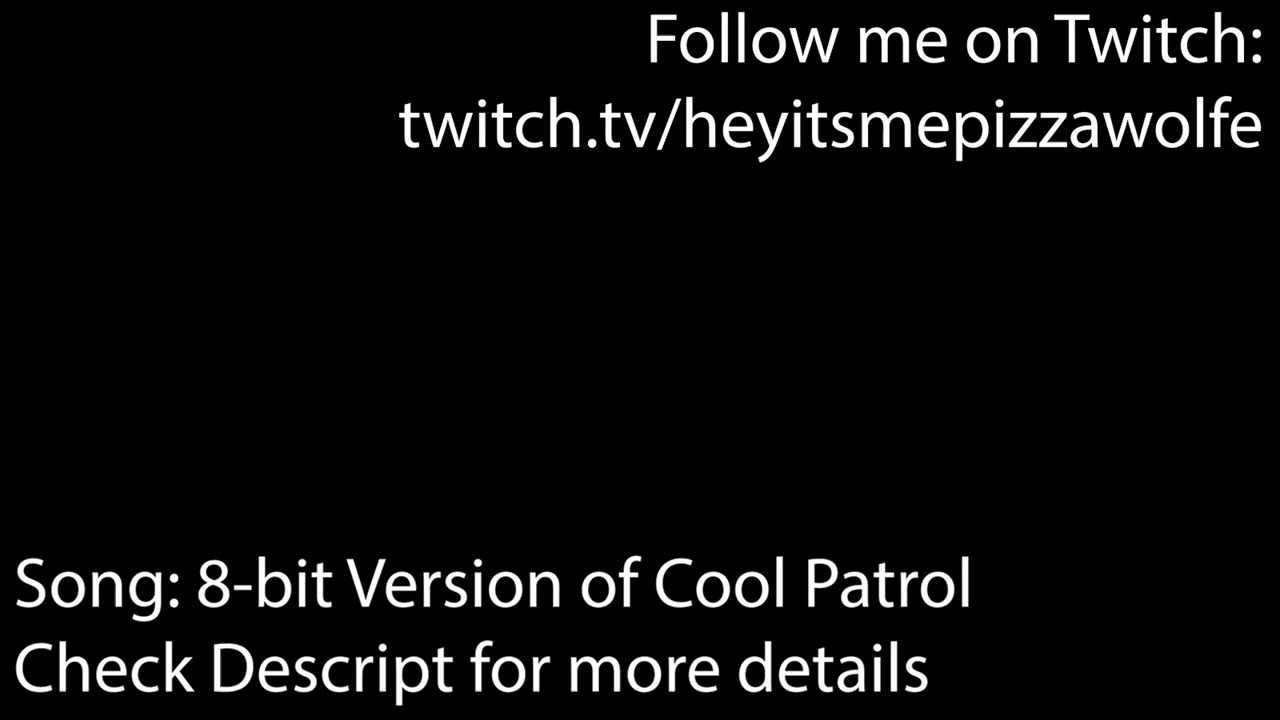 Follow me on Twitch:
twitch.tv/heyitsmepizzawolfe
Song: 8-bit Version of Cool Patrol
Check Descript for more details